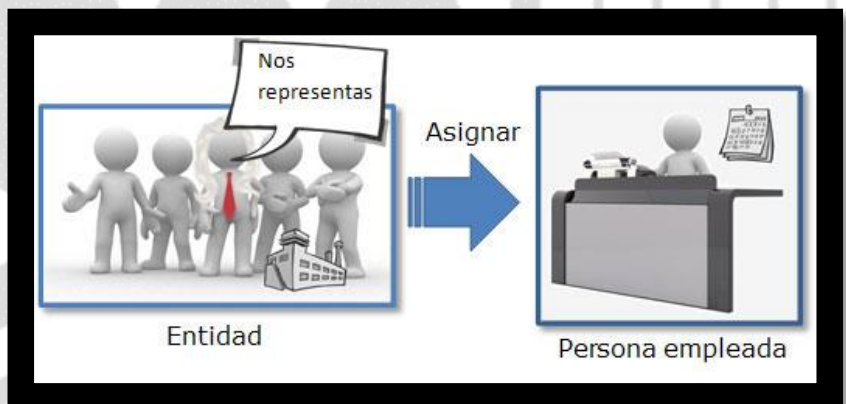 Nos
representas
Asignar
Entidad
Persona empleada